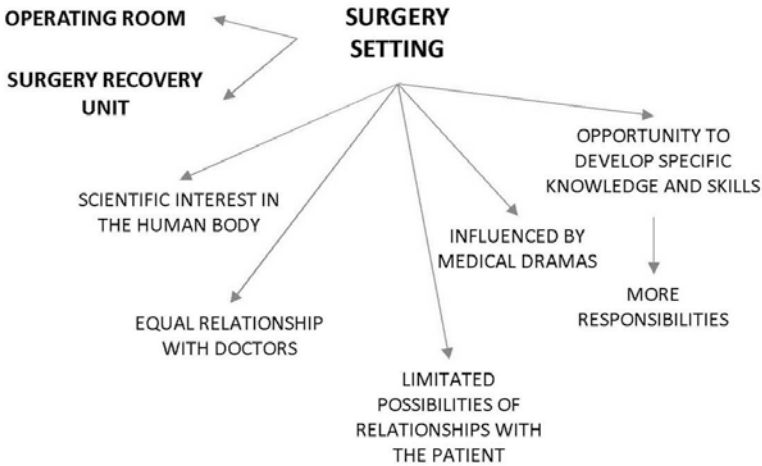 OPERATING ROOM
SURGERY
SETTING
SURGERY RECOVERY
UNIT
SCIENTIFIC INTEREST IN
THE HUMAN BODY
EQUAL RELATIONSHIP
WITH DOCTORS
LIMITATED
POSSIBILITIES OF
RELATIONSHIPS WITH
THE PATIENT
INFLUENCED BY
MEDICAL DRAMAS
OPPORTUNITY TO
DEVELOP SPECIFIC
KNOWLEDGE AND SKILLS
MORE
RESPONSIBILITIES